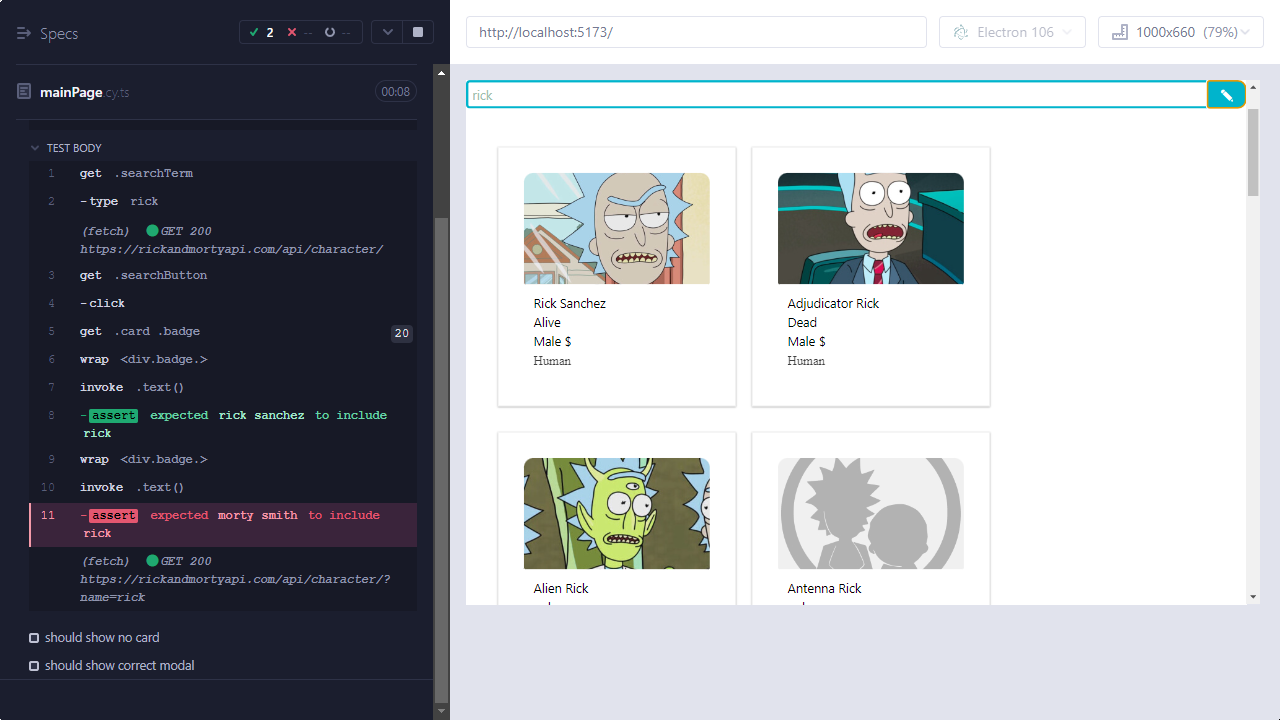 Specs
2 -- --
mainPage.cy.ts 00:08
TEST BODY
1 get .searchTerm
2 -type rick
(fetch) GET 200
https://rickandmortyapi.com/api/character/
3 get .searchButton
4 -click
5 get .card .badge 20
6 wrap <div.badge.>
7 invoke .text()
8 -assert expected rick sanchez to include
rick
9 wrap <div.badge.>
10 invoke .text()
11 -assert expected morty smith to include
rick
(fetch) GET 200
https://rickandmortyapi.com/api/character/?
name=rick
should show no card
should show correct modal
http://localhost:5173/
Electron 106
1000x660 (79%)
rick
Rick Sanchez
Alive
Male $
Human
Adjudicator Rick
Dead
Male $
Human
Alien Rick
Antenna Rick